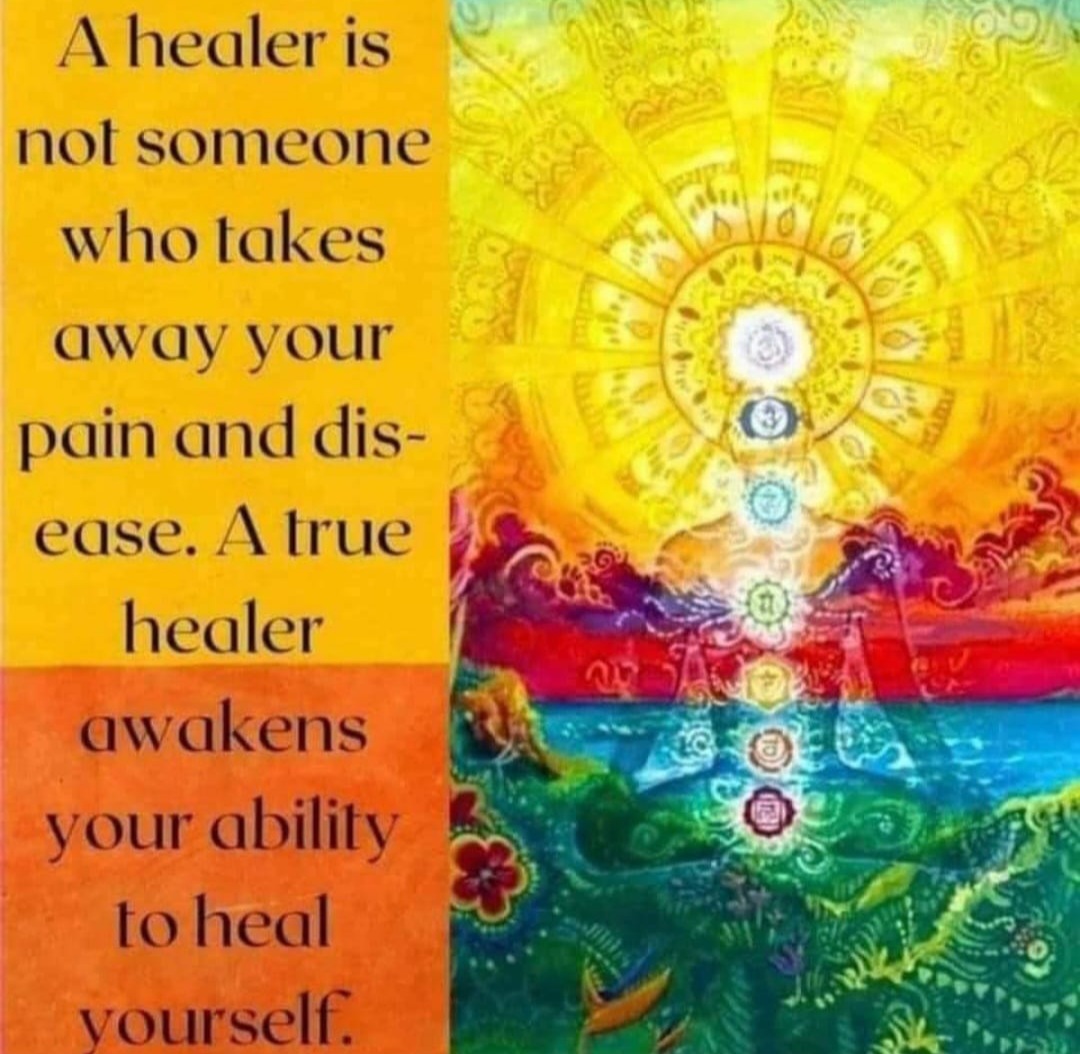 A healer is
not someone
who takes
away your
pain and dis-
ease. A true
healer
awakens
your ability
to heal
yourself.
ॐ